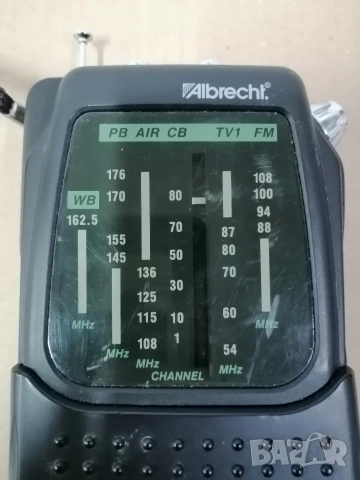 Albrecht®
PB AIR CB TV1 FM
176 108
170 80 100
WB 94
162.5 70 87 88
155 80
145 50 70
136
125 30
115 10 60
MHz 108 1 54
MHz MHz MHz MHz
CHANNEL
BAZAR